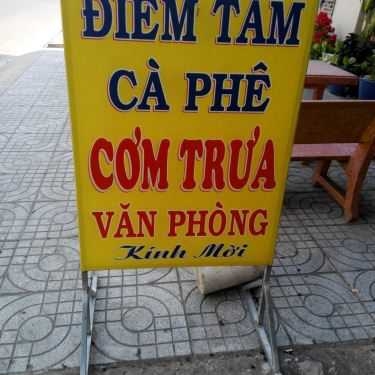 ĐIỂM TÂM
CÀ PHÊ
CƠM TRƯA
VĂN PHÒNG
Kính Mời